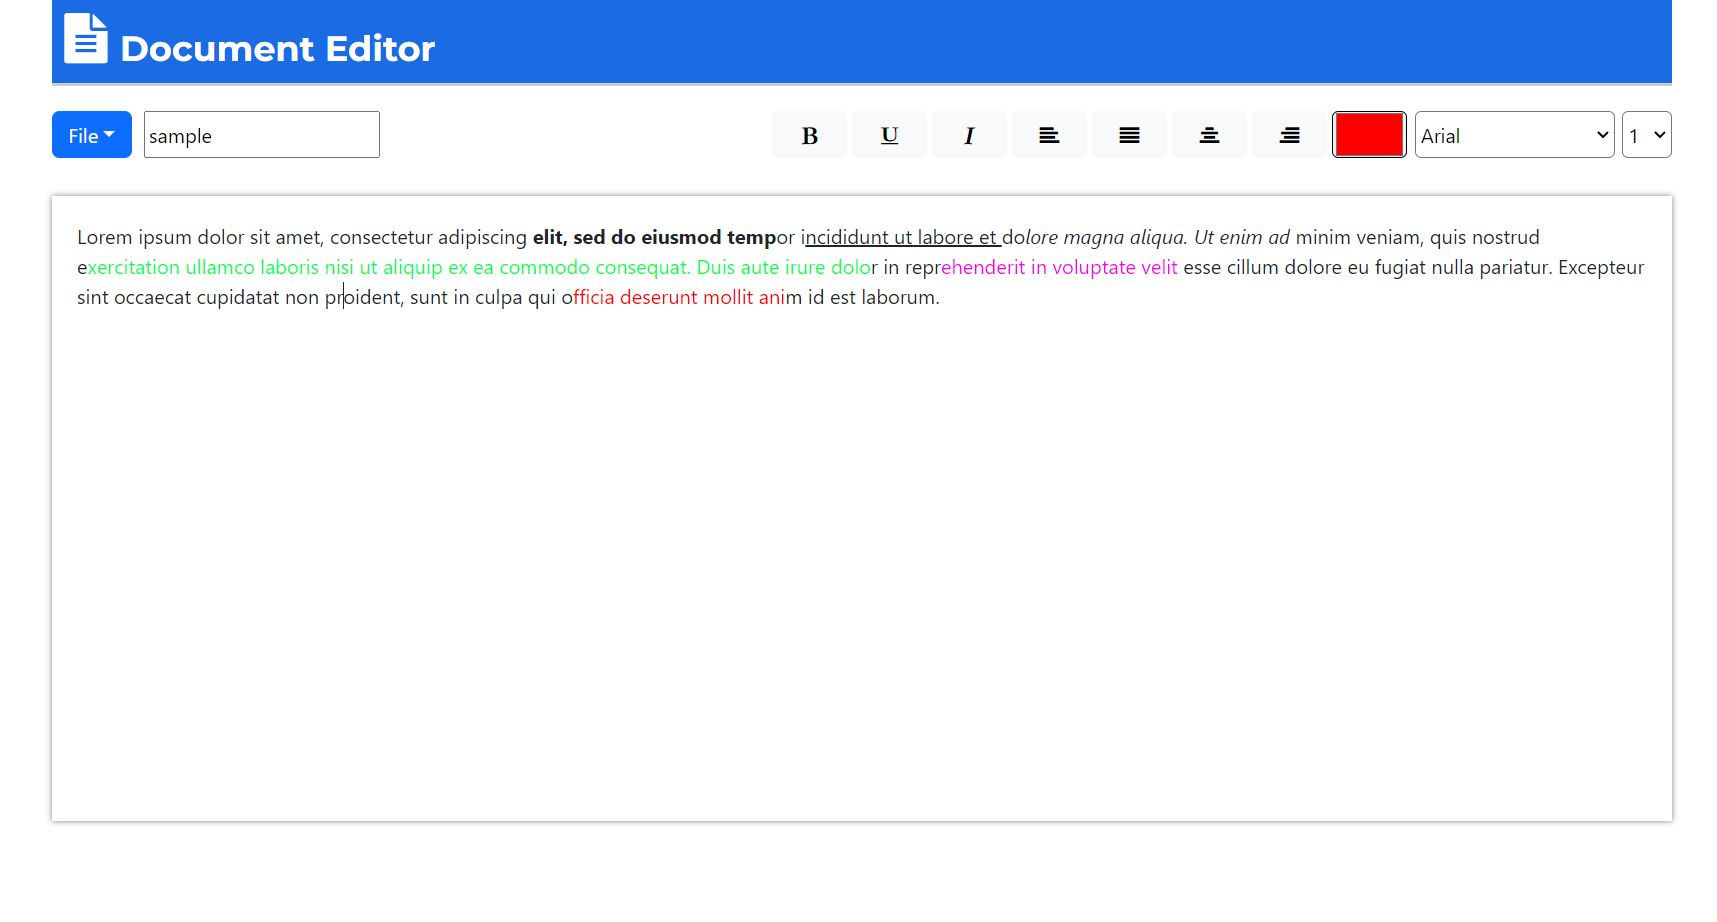 Document Editor
File sample B U I Arial 1
Lorem ipsum dolor sit amet, consectetur adipiscing elit, sed do eiusmod tempor incididunt ut labore et dolore magna aliqua. Ut enim ad minim veniam, quis nostrud
exercitation ullamco laboris nisi ut aliquip ex ea commodo consequat. Duis aute irure dolor in reprehenderit in voluptate velit esse cillum dolore eu fugiat nulla pariatur. Excepteur
sint occaecat cupidatat non proident, sunt in culpa qui officia deserunt mollit anim id est laborum.